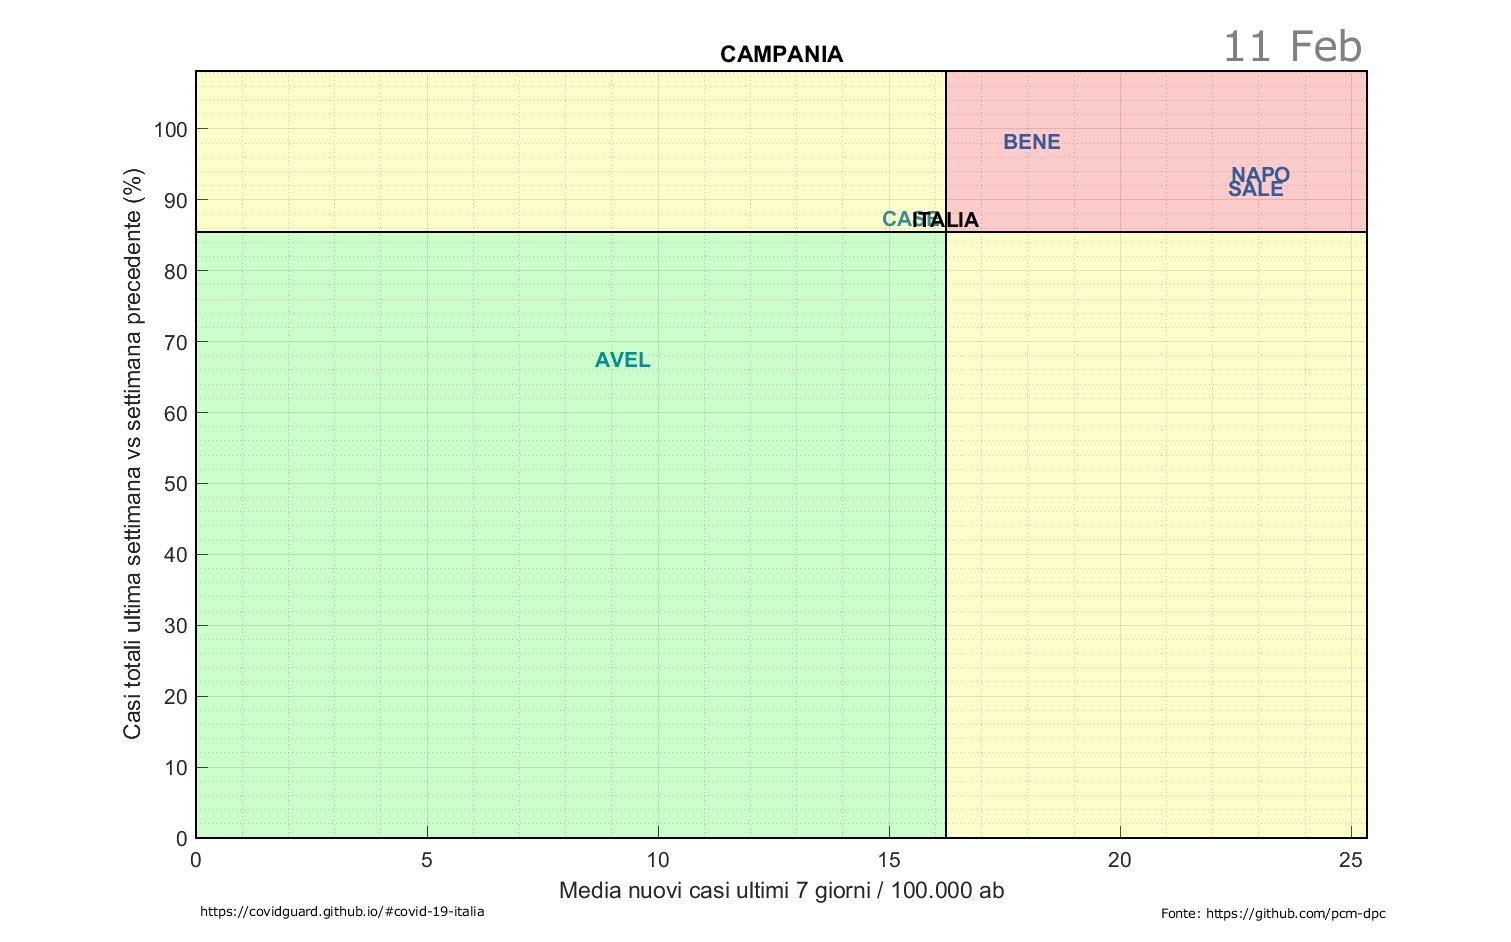 11 Feb
CAMPANIA
Casi totali ultima settimana vs settimana precedente (%)
100
90
80
70
60
50
40
30
20
10
0
BENE
NAPO
SALE
CASE
ITALIA
AVEL
0 5 10 15 20 25
Media nuovi casi ultimi 7 giorni / 100.000 ab
https://covidguard.github.io/#covid-19-italia
Fonte: https://github.com/pcm-dpc